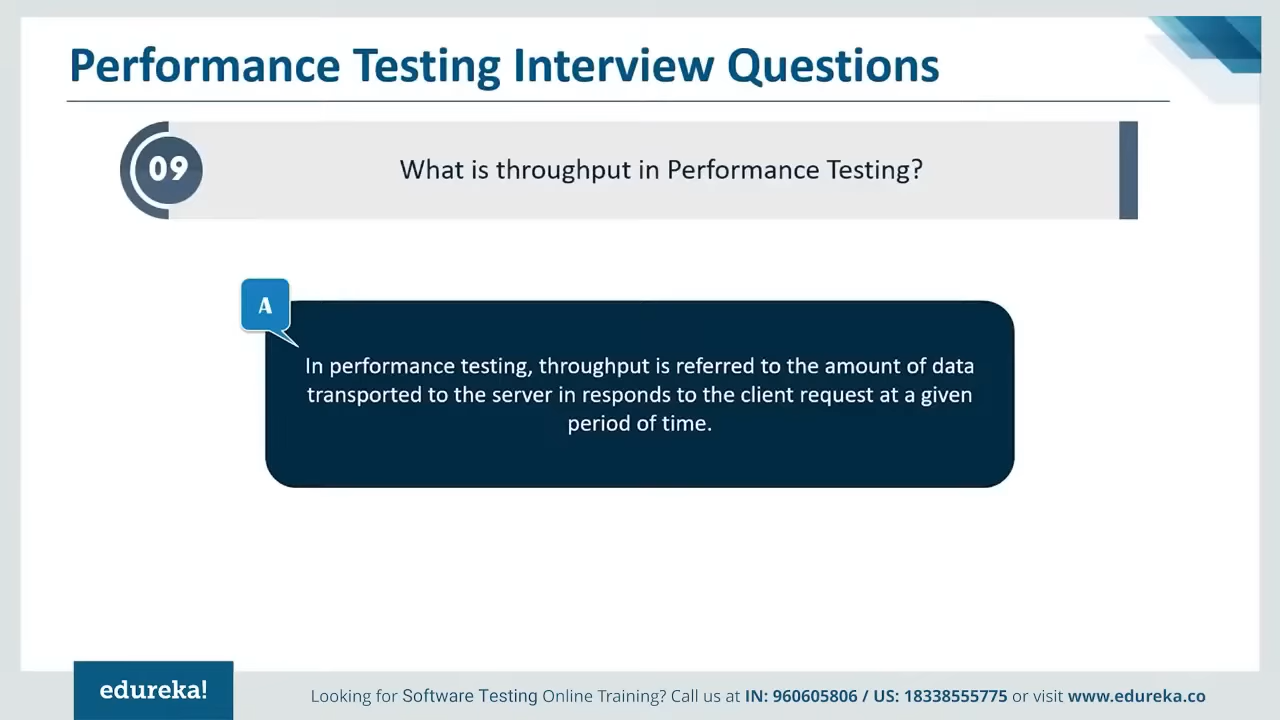 Performance Testing Interview Questions
09
What is throughput in Performance Testing?
A
In performance testing, throughput is referred to the amount of data
transported to the server in responds to the client request at a given
period of time.
edureka!
Looking for Software Testing Online Training? Call us at IN: 960605806 / US: 18338555775 or visit www.edureka.co